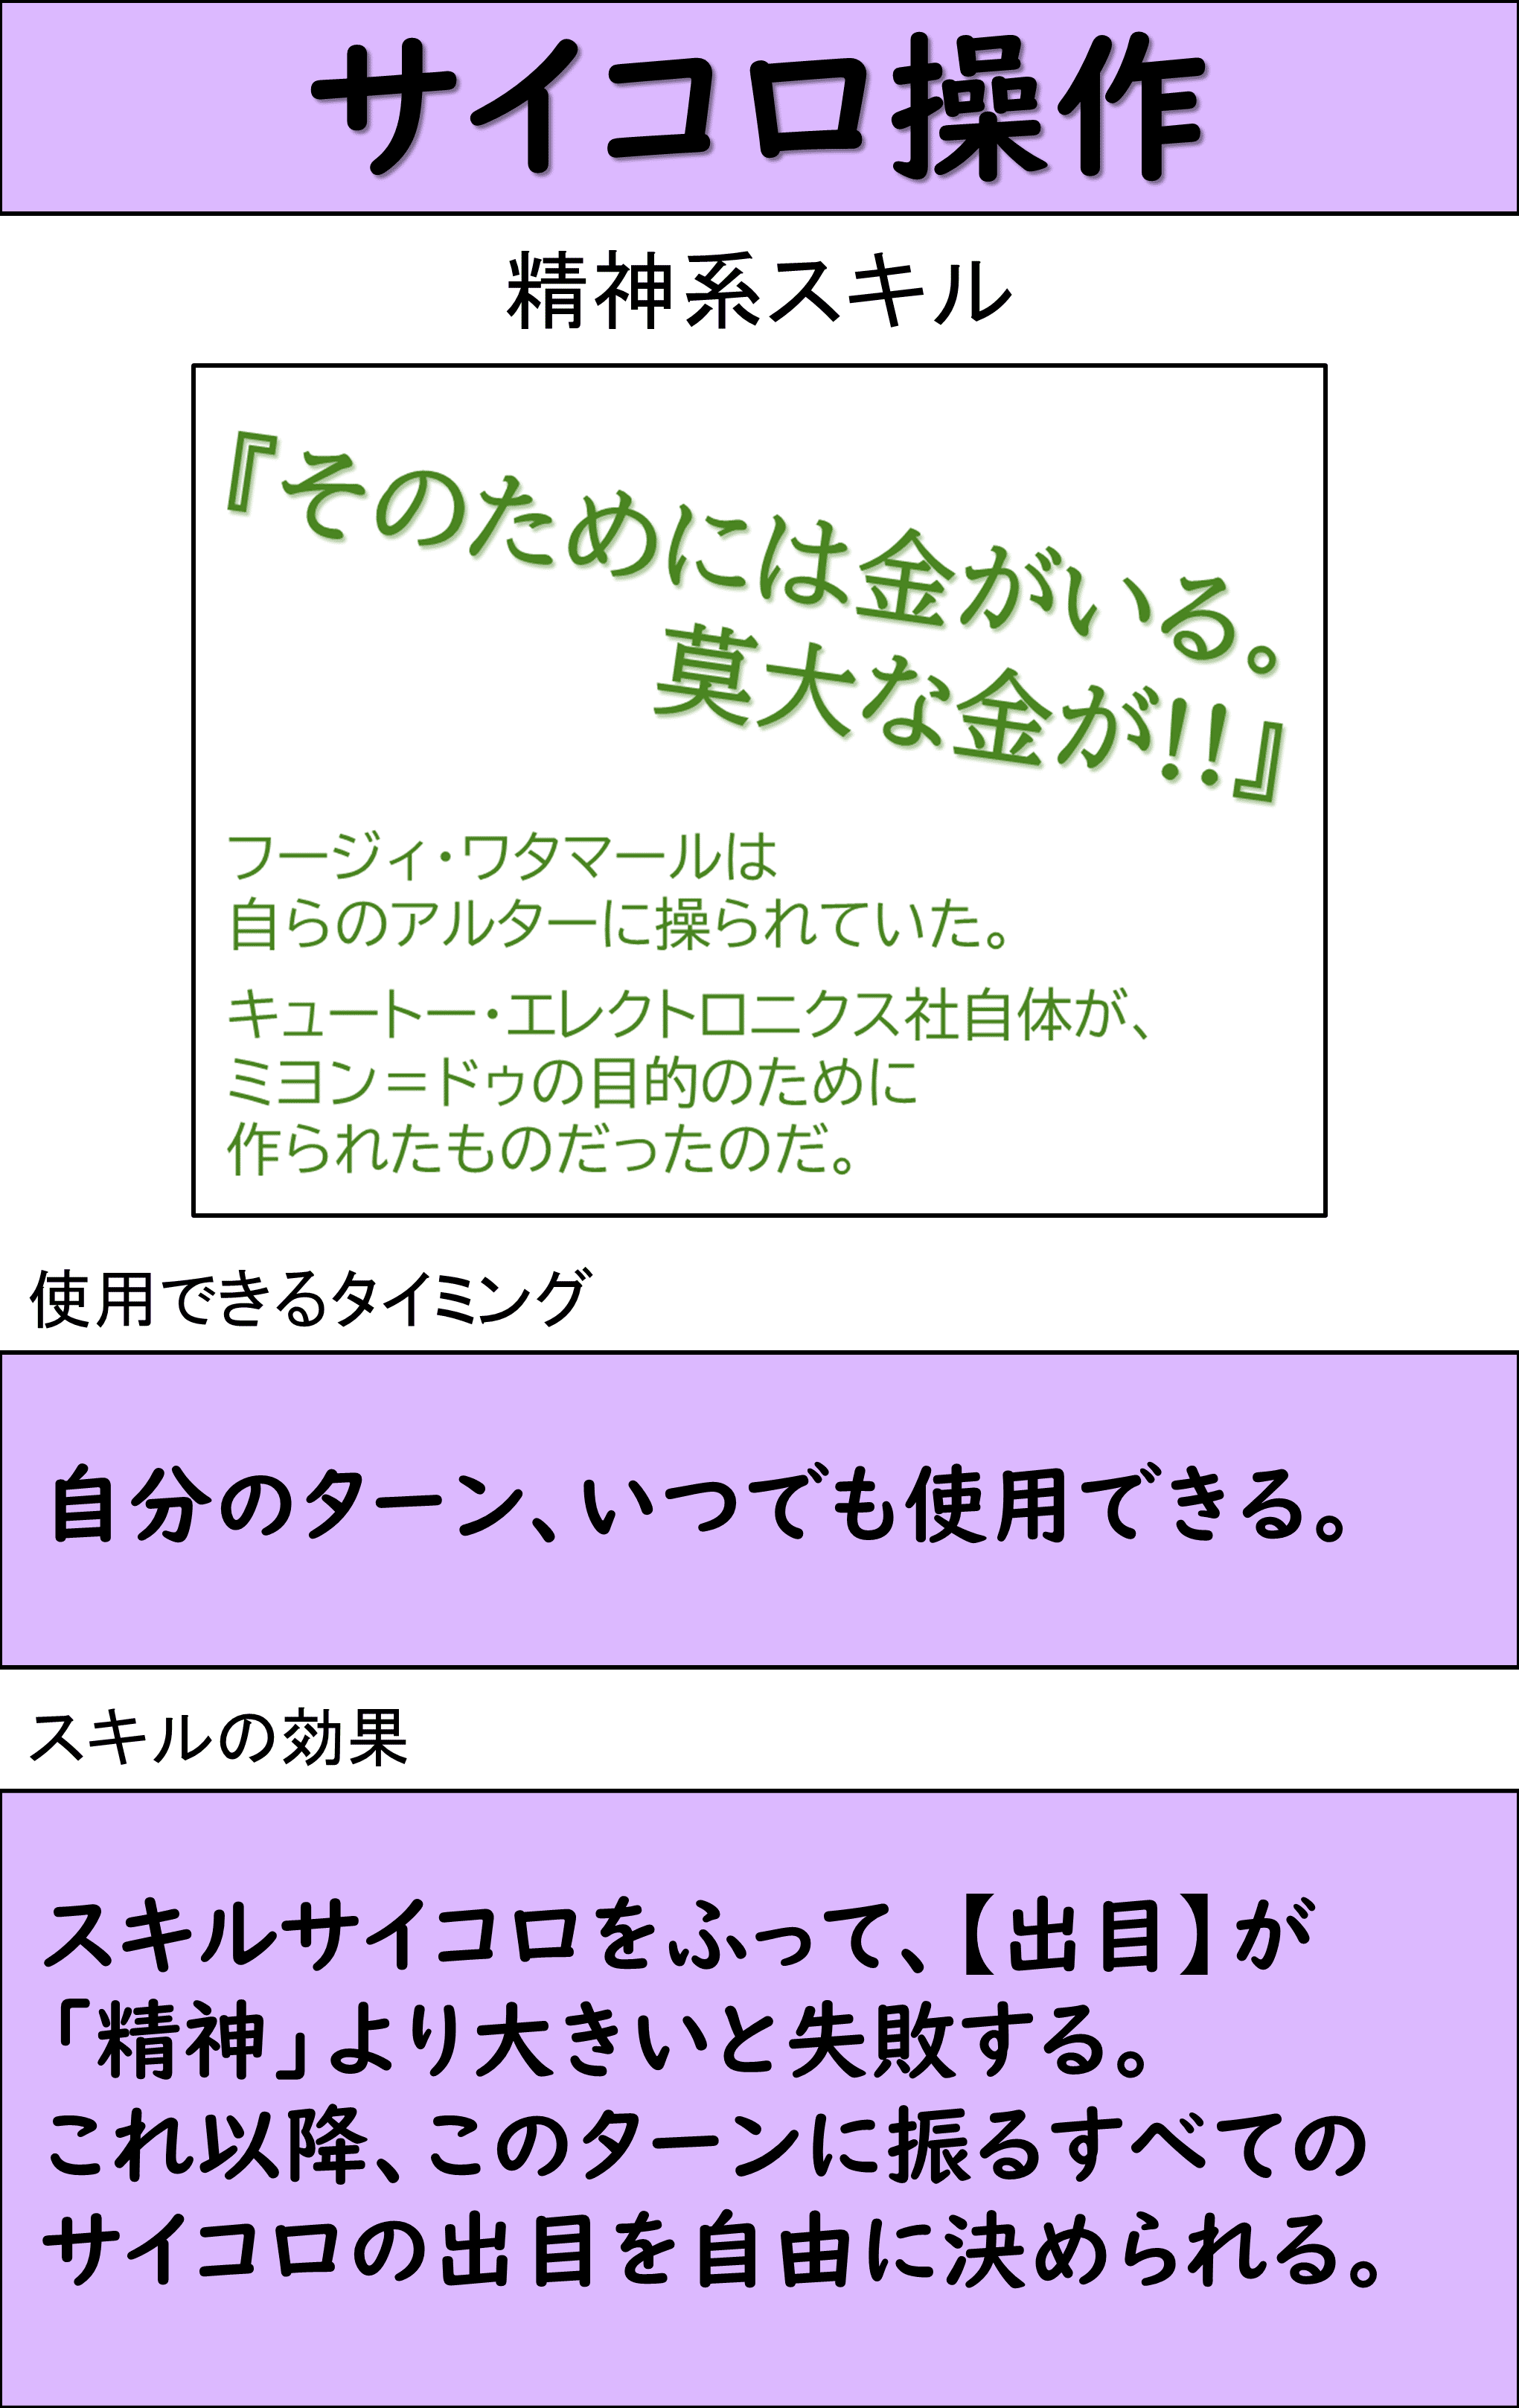 サイコロ操作
精神系スキル
『そのためには金がいる。
莫大な金が!!』
フージィ・ワタマールは
自らのアルターに操られていた。
キュートー・エレクトロニクス社自体が、
ミヨン＝ドゥの目的のために
作られたものだったのだ。
使用できるタイミング
自分のターン、いつでも使用できる。
スキルの効果
スキルサイコロをふって、【出目】が
「精神」より大きいと失敗する。
これ以降、このターンに振るすべての
サイコロの出目を自由に決められる。